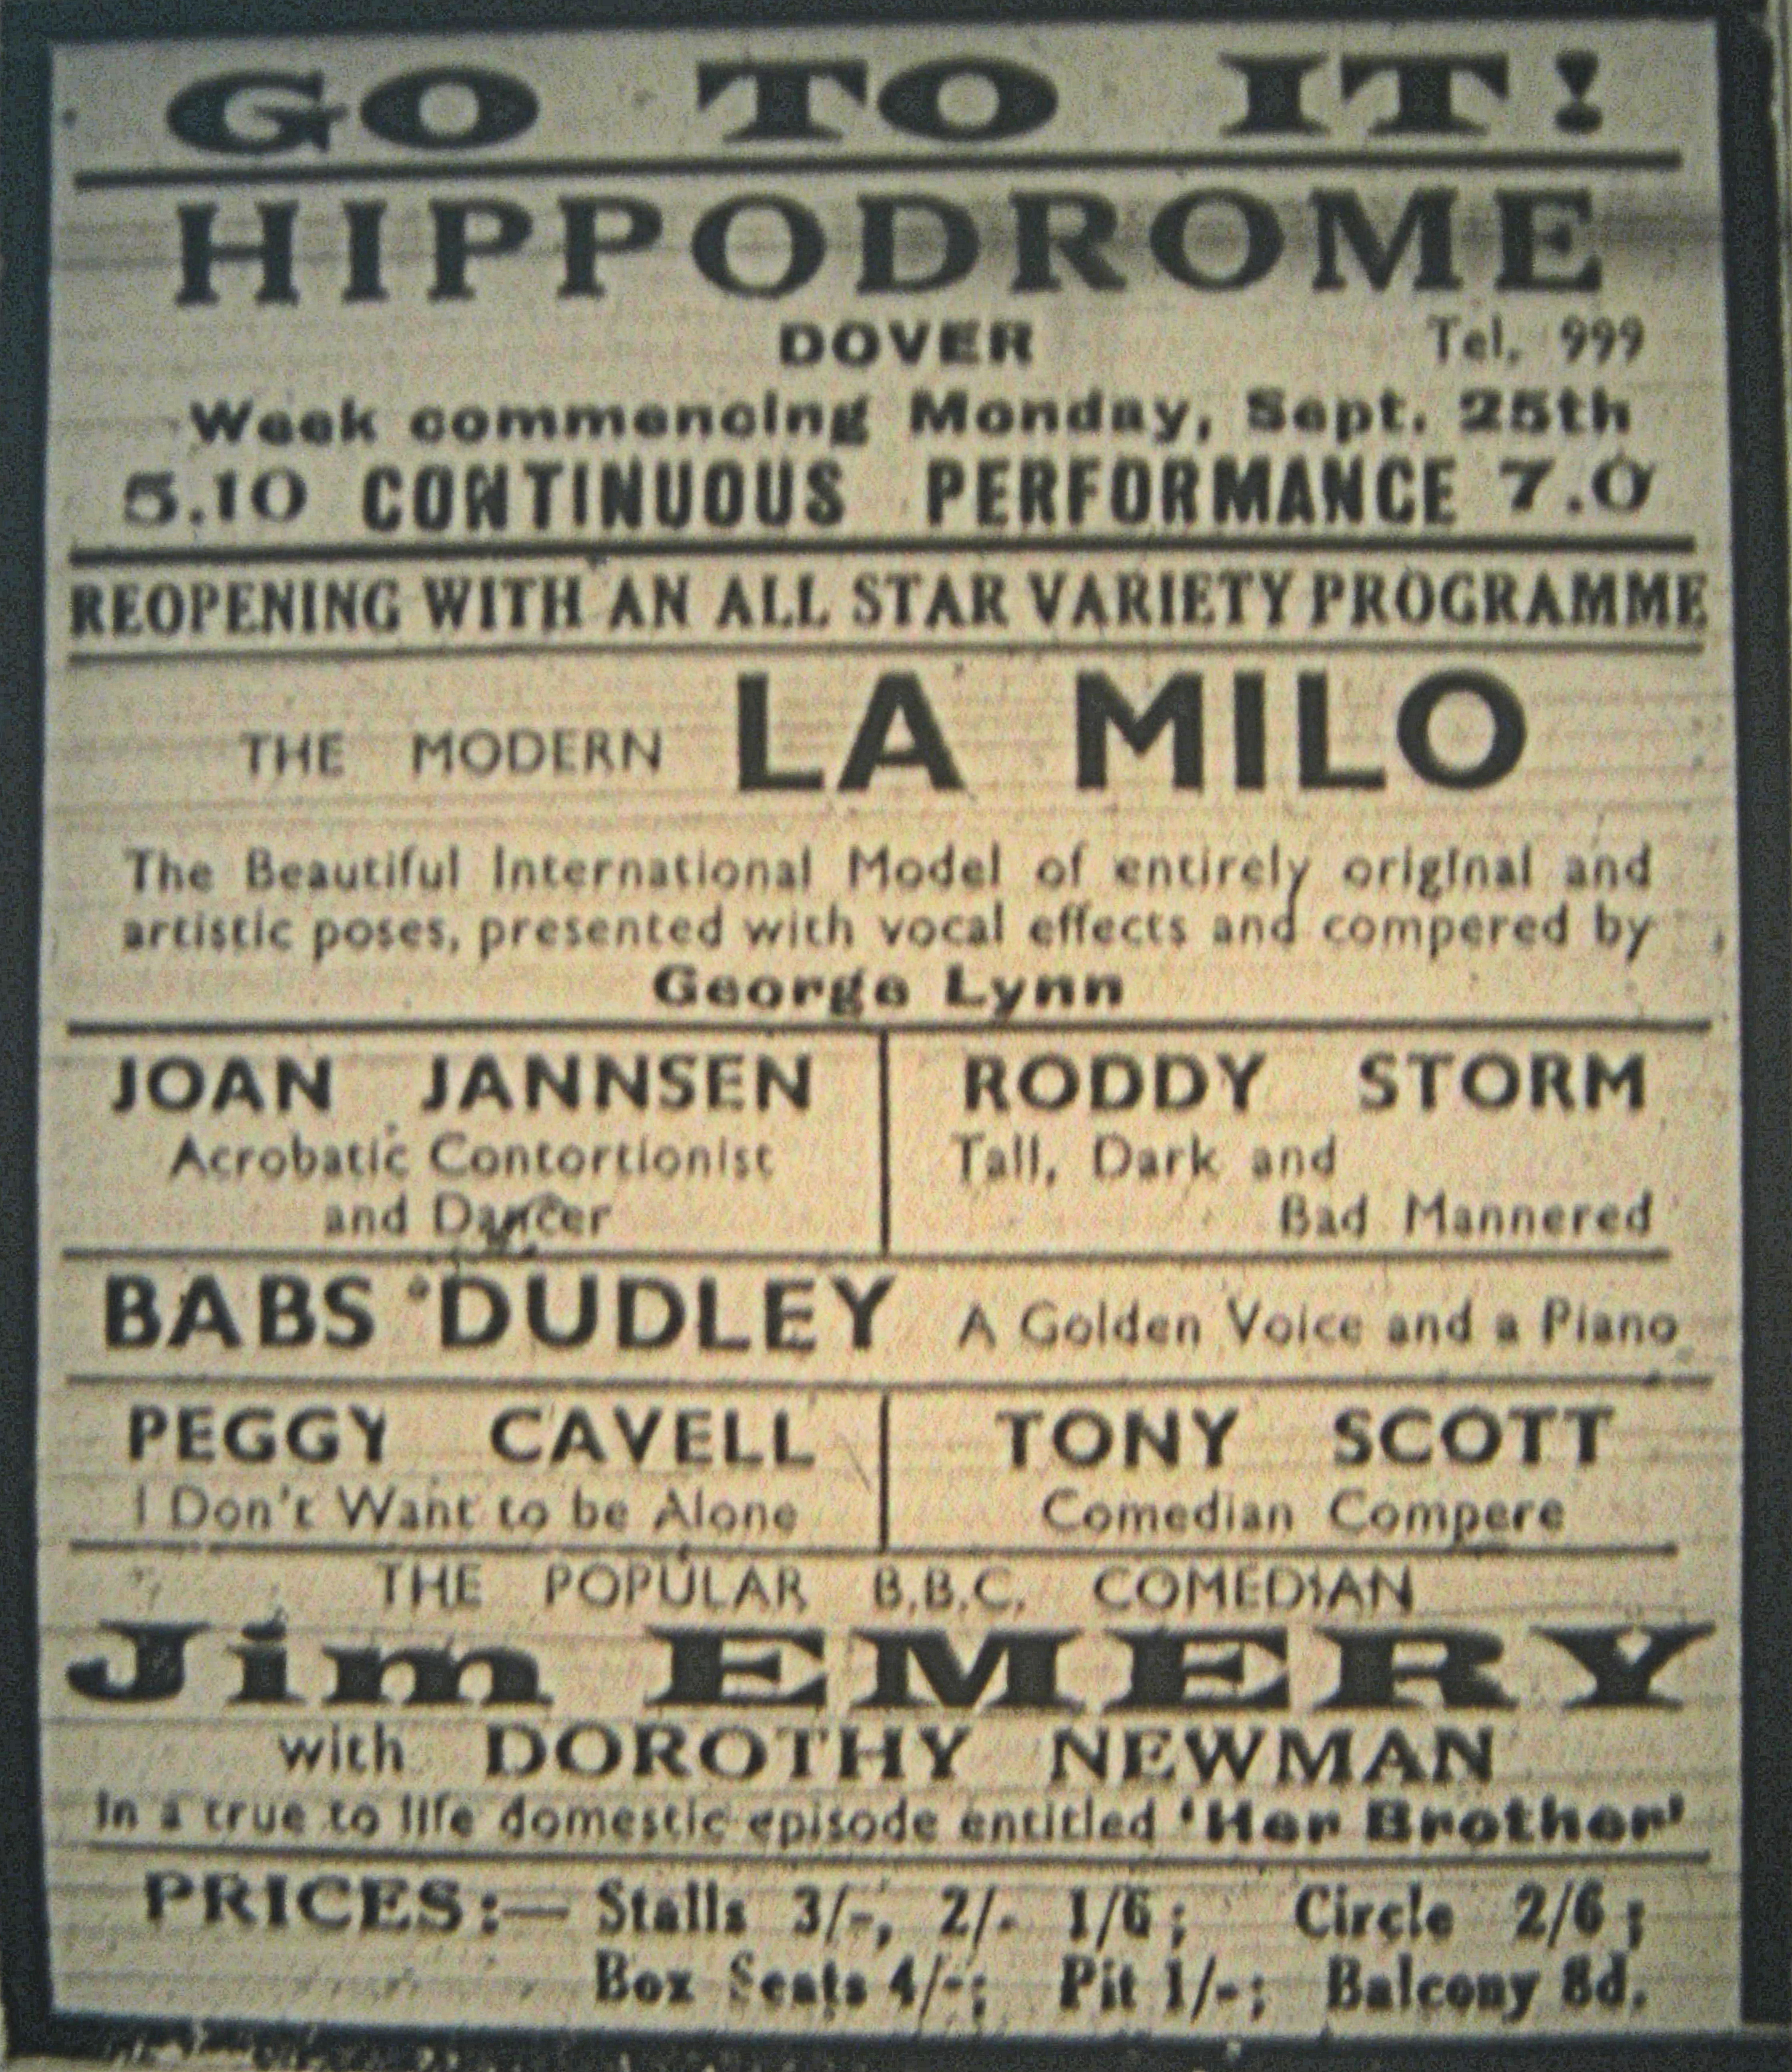 GO TO IT!
HIPPODROME
DOVER Tel. 999
Week commencing Monday, Sept. 25th
5.10 CONTINUOUS PERFORMANCE 7.0
REOPENING WITH AN ALL STAR VARIETY PROGRAMME
THE MODERN LA MILO
The Beautiful International Model of entirely original and
artistic poses, presented with vocal effects and compered by
George Lynn
JOAN JANNSEN
Acrobatic Contortionist
and Dancer
RODDY STORM
Tall, Dark and
Bad Mannered
BABS DUDLEY A Golden Voice and a Piano
PEGGY CAVELL
I Don't Want to be Alone
TONY SCOTT
Comedian Compere
THE POPULAR B.B.C. COMEDIAN
Jim EMERY
with DOROTHY NEWMAN
in a true to life domestic episode entitled 'Her Brother'
PRICES:— Stalls 3/-, 2/- 1/6; Circle 2/6;
Box Seats 4/-; Pit 1/-; Balcony 8d.